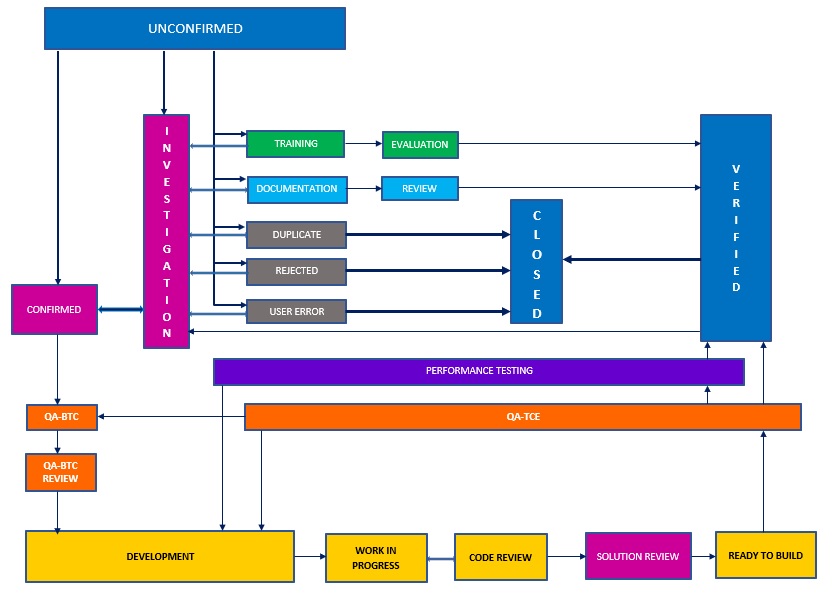 UNCONFIRMED
INVESTIGATION
TRAINING
EVALUATION
VERIFIED
DOCUMENTATION
REVIEW
CLOSED
DUPLICATE
REJECTED
USER ERROR
CONFIRMED
PERFORMANCE TESTING
QA-BTC
QA-TCE
QA-BTC
REVIEW
DEVELOPMENT
WORK IN
PROGRESS
CODE REVIEW
SOLUTION REVIEW
READY TO BUILD